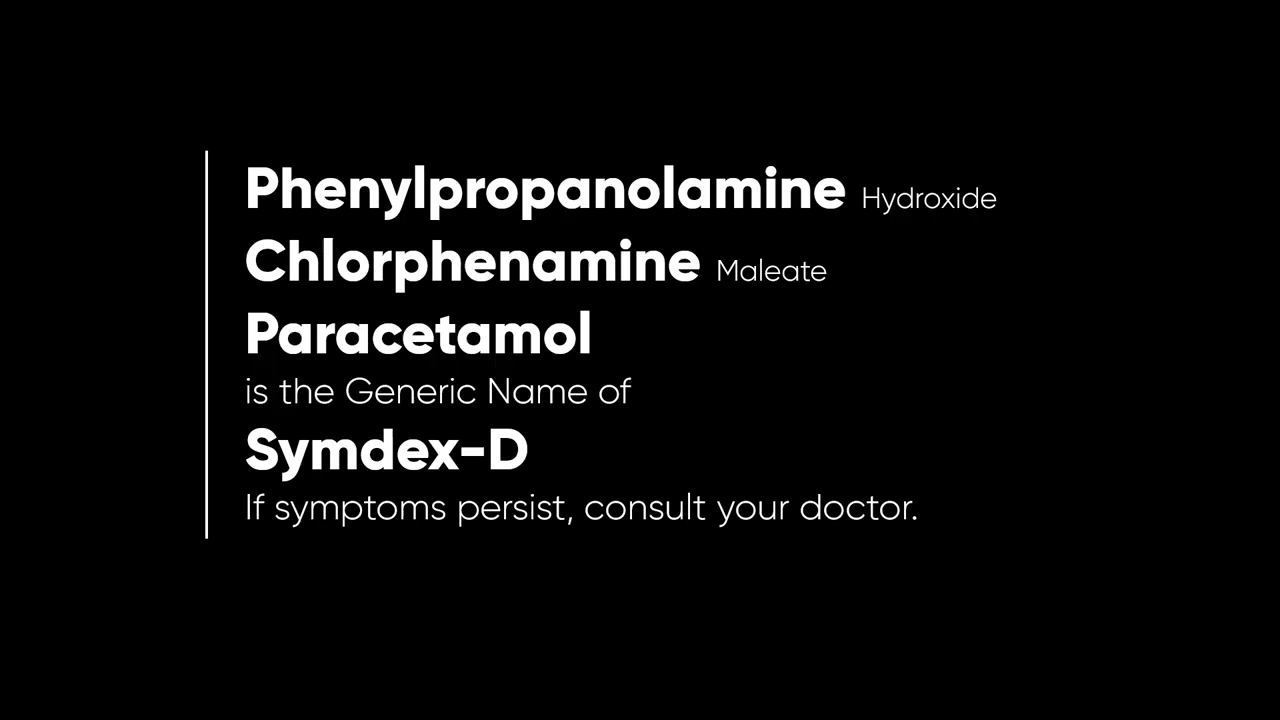 Phenylpropanolamine Hydroxide
Chlorphenamine Maleate
Paracetamol
is the Generic Name of
Symdex-D
If symptoms persist, consult your doctor.